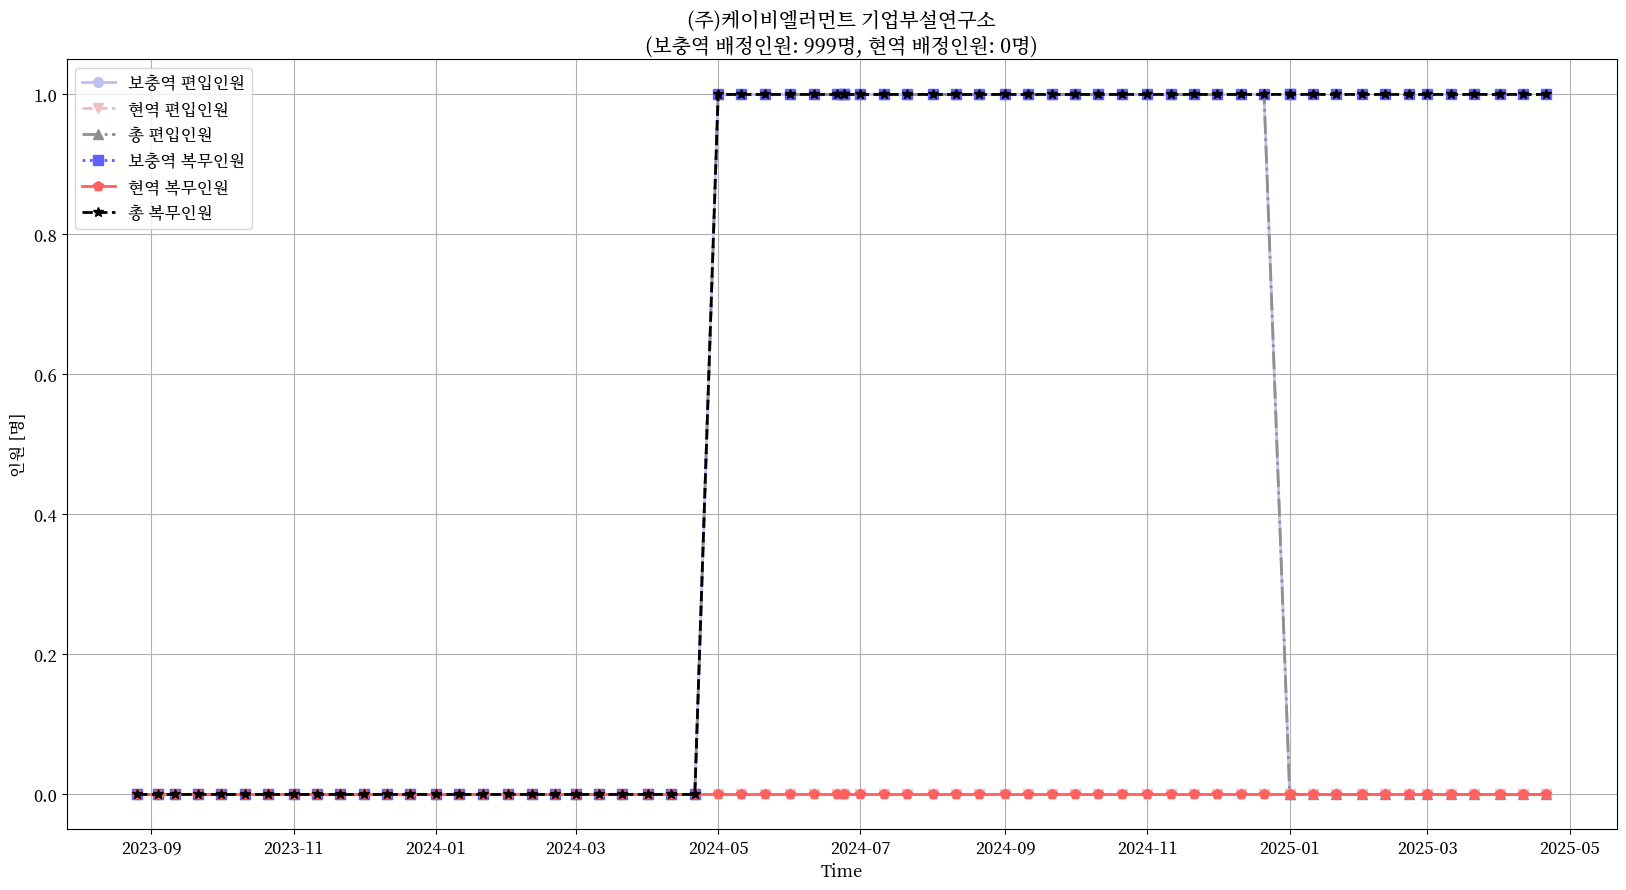 (주)케이비엘러먼트 기업부설연구소
(보충역 배정인원: 999명, 현역 배정인원: 0명)
보충역 편입인원
현역 편입인원
총 편입인원
보충역 복무인원
현역 복무인원
총 복무인원
1.0
0.8
0.6
0.4
0.2
0.0
인원 [명]
2023-09
2023-11
2024-01
2024-03
2024-05
2024-07
2024-09
2024-11
2025-01
2025-03
2025-05
Time